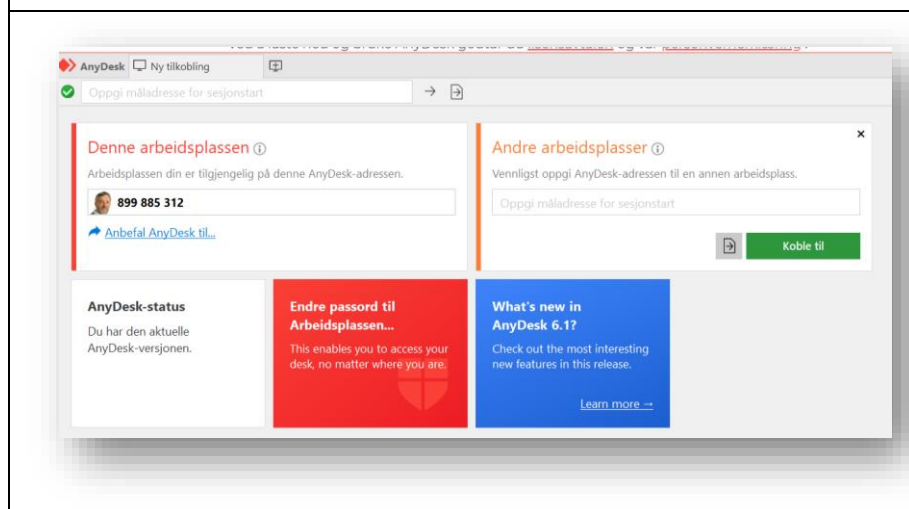 AnyDesk Ny tilkobling
Oppgi måladresse for sesjonstart
Denne arbeidsplassen
Arbeidsplassen din er tilgjengelig på denne AnyDesk-adressen.
899 885 312
Anbefal AnyDesk til...
Andre arbeidsplasser
Vennligst oppgi AnyDesk-adressen til en annen arbeidsplass.
Oppgi måladresse for sesjonstart
Koble til
AnyDesk-status
Du har den aktuelle
AnyDesk-versjonen.
Endre passord til
Arbeidsplassen...
This enables you to access your
desk, no matter where you are.
What's new in
AnyDesk 6.1?
Check out the most interesting
new features in this release.
Learn more →